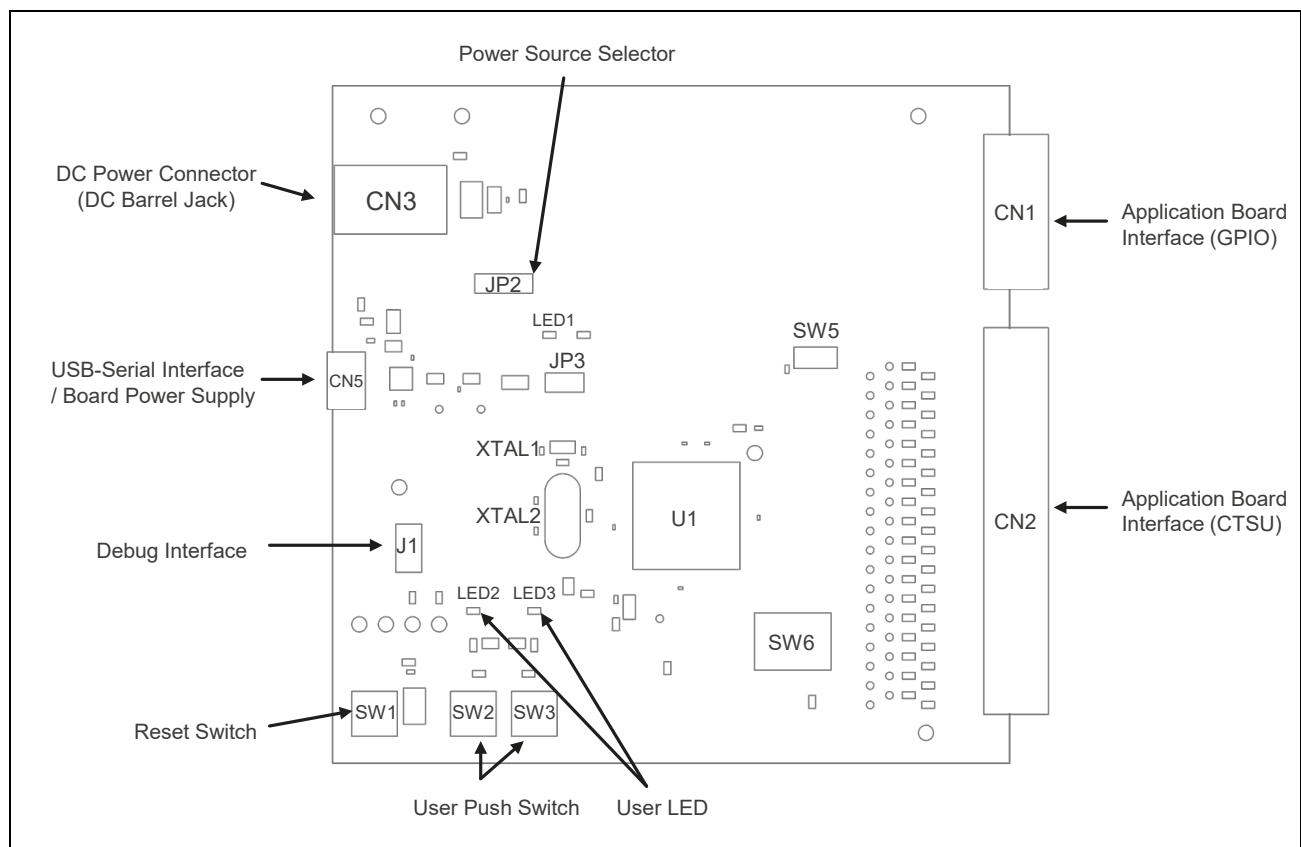 Power Source Selector
DC Power Connector
(DC Barrel Jack)
CN3
CN1
Application Board
Interface (GPIO)
JP2
LED1
SW5
JP3
USB-Serial Interface
/ Board Power Supply
CN5
XTAL1
XTAL2
U1
CN2
Application Board
Interface (CTSU)
Debug Interface
J1
LED2
LED3
SW6
Reset Switch
SW1
SW2
SW3
User Push Switch
User LED